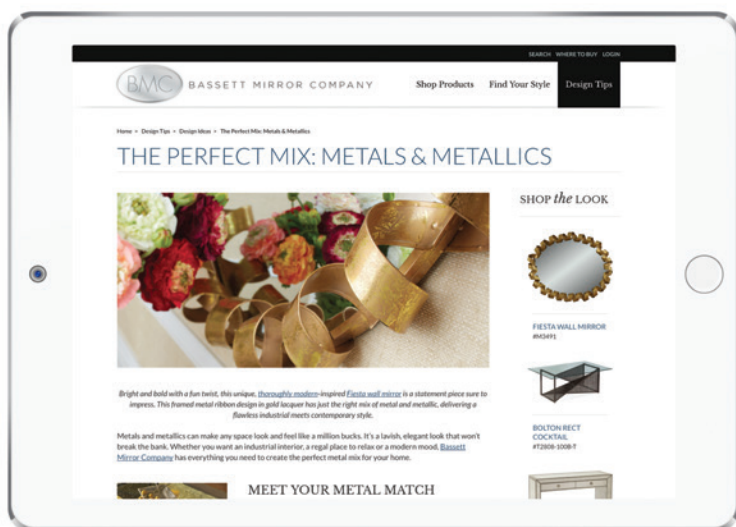 SEARCH WHERE TO BUY LOGIN
BMC BASSETT MIRROR COMPANY
Shop Products Find Your Style Design Tips
Home » Design Tips » Design Ideas » The Perfect Mix: Metals & Metallics
THE PERFECT MIX: METALS & METALLICS
SHOP the LOOK
FIESTA WALL MIRROR
#M3491
BOLTON RECT
COCKTAIL
#T2808-100B-T
Bright and bold with a fun twist, this unique, thoroughly modern-inspired Fiesta wall mirror is a statement piece sure to
impress. This framed metal ribbon design in gold lacquer has just the right mix of metal and metallic, delivering a
flawless industrial meets contemporary style.
Metals and metallics can make any space look and feel like a million bucks. It's a lavish, elegant look that won't
break the bank. Whether you want an industrial interior, a regal place to relax or a modern mood, Bassett
Mirror Company has everything you need to create the perfect metal mix for your home.
MEET YOUR METAL MATCH